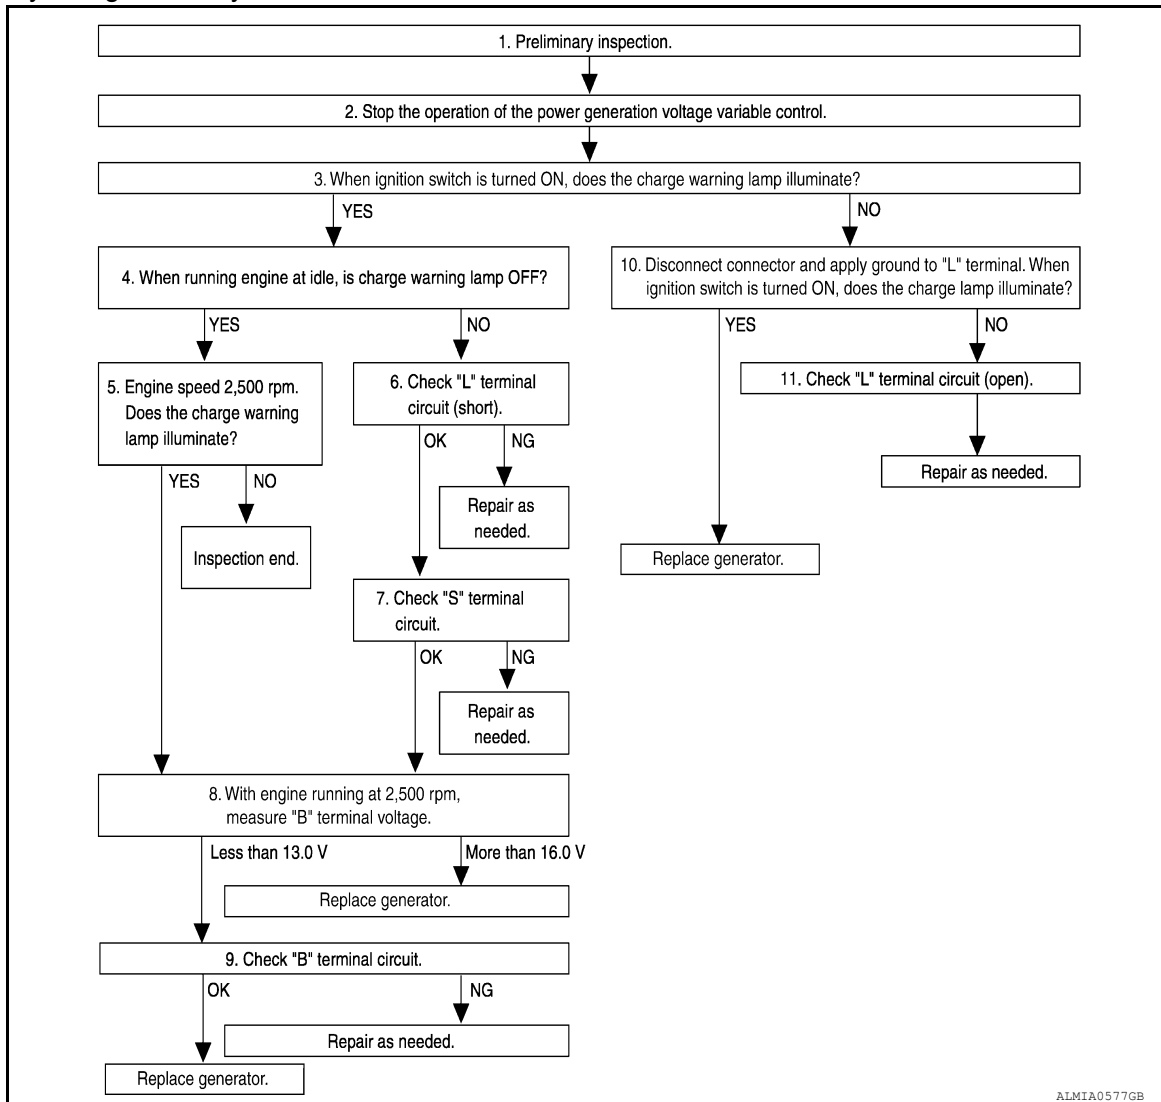 1. Preliminary inspection.
2. Stop the operation of the power generation voltage variable control.
3. When ignition switch is turned ON, does the charge warning lamp illuminate?
YES
NO
4. When running engine at idle, is charge warning lamp OFF?
10. Disconnect connector and apply ground to "L" terminal. When
ignition switch is turned ON, does the charge lamp illuminate?
YES
NO
YES
NO
5. Engine speed 2,500 rpm.
Does the charge warning
lamp illuminate?
6. Check "L" terminal
circuit (short).
11. Check "L" terminal circuit (open).
OK
NG
YES
NO
Repair as needed.
Repair as
needed.
Inspection end.
Replace generator.
7. Check "S" terminal
circuit.
OK
NG
Repair as
needed.
8. With engine running at 2,500 rpm,
measure "B" terminal voltage.
Less than 13.0 V
More than 16.0 V
Replace generator.
9. Check "B" terminal circuit.
OK
NG
Repair as needed.
Replace generator.
ALMIA0577GB